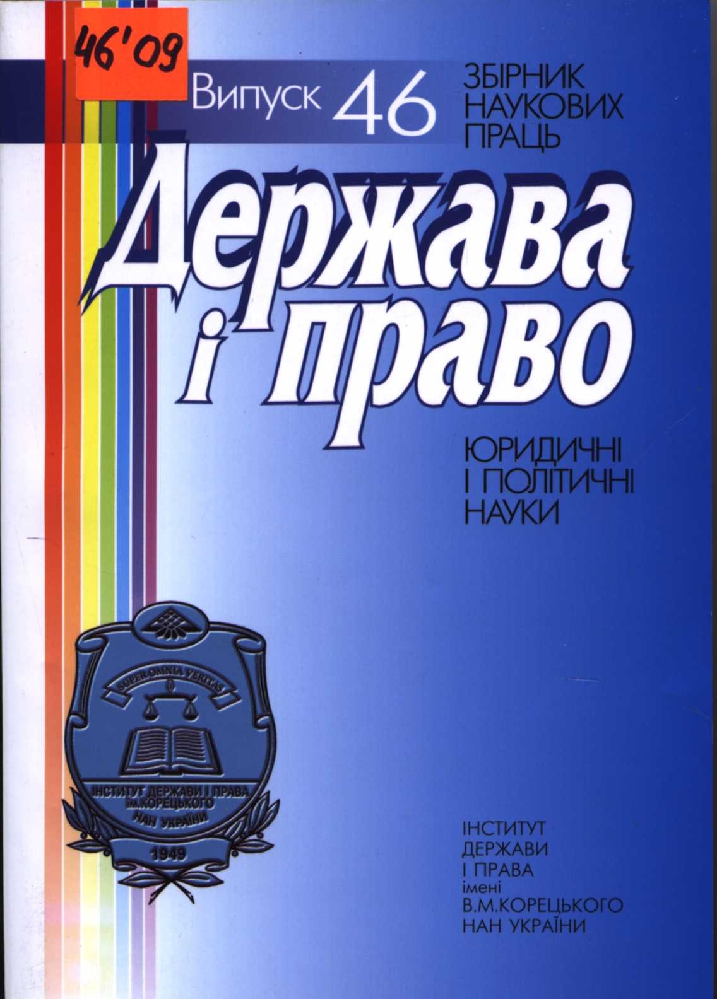 46'09
Випуск 46
ЗБІРНИК
НАУКОВИХ
ПРАЦЬ
Держава
і право
ЮРИДИЧНІ
І ПОЛІТИЧНІ
НАУКИ
SUPER OMNIA VERITAS
ІНСТИТУТ ДЕРЖАВИ І ПРАВА
ім.КОРЕЦЬКОГО
НАН УКРАЇНИ
1949
ІНСТИТУТ
ДЕРЖАВИ
І ПРАВА
імені
В.М.КОРЕЦЬКОГО
НАН УКРАЇНИ